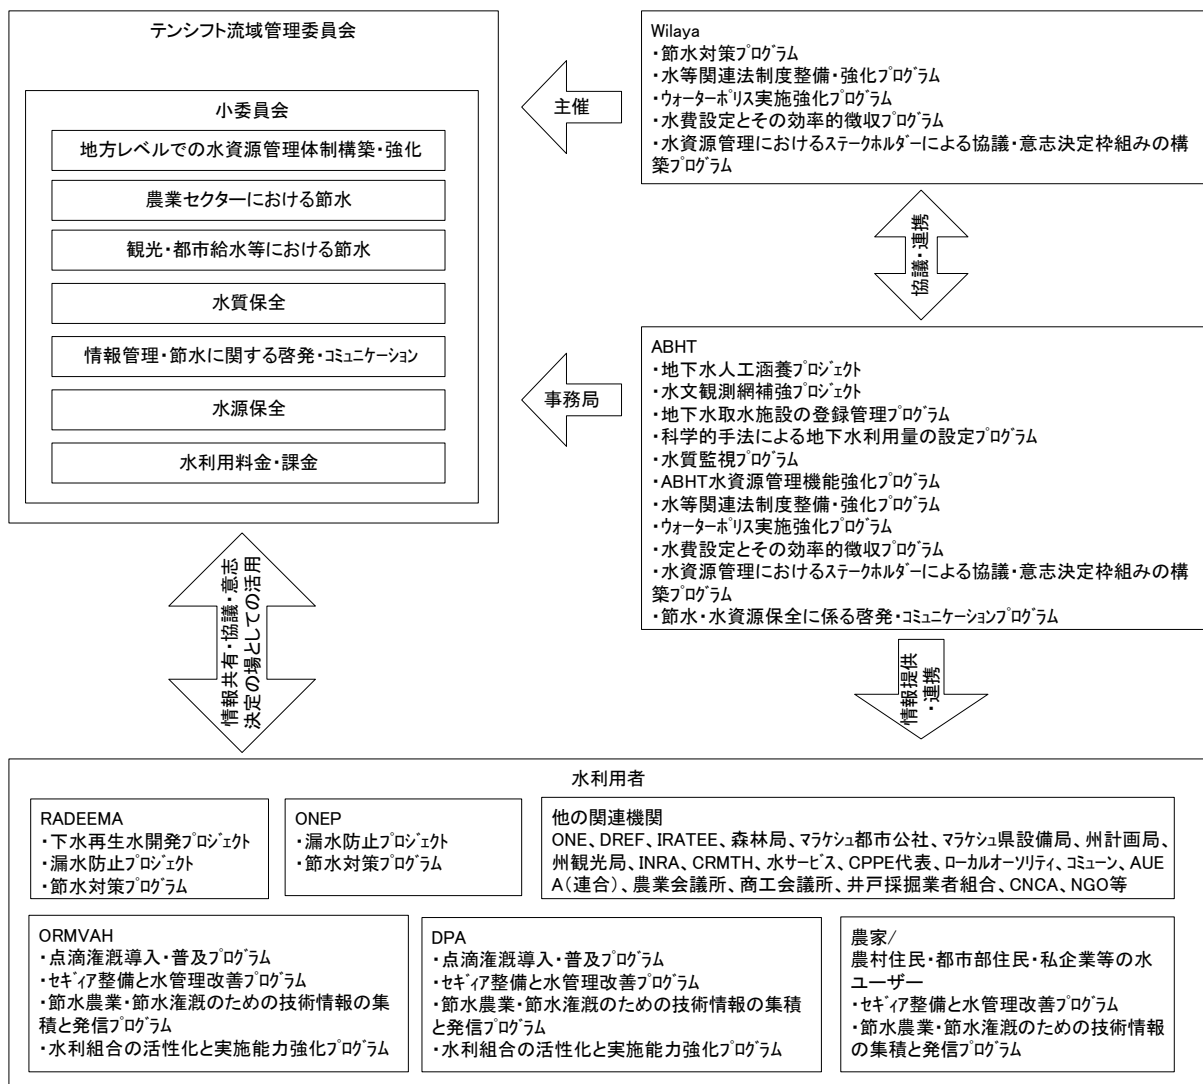 テンシフト流域管理委員会
小委員会
地方レベルでの水資源管理体制構築・強化
農業セクターにおける節水
観光・都市給水等における節水
水質保全
情報管理・節水に関する啓発・ｺﾐｭﾆｹｰｼｮﾝ
水源保全
水利用料金・課金
主催
事務局
Wilaya
・節水対策ﾌﾟﾛｸﾞﾗﾑ
・水等関連法制度整備・強化ﾌﾟﾛｸﾞﾗﾑ
・ｳｫｰﾀｰﾎﾟﾘｽ実施強化ﾌﾟﾛｸﾞﾗﾑ
・水費設定とその効率的徴収ﾌﾟﾛｸﾞﾗﾑ
・水資源管理におけるｽﾃｰｸﾎﾙﾀﾞｰによる協議・意志決定枠組みの構
築ﾌﾟﾛｸﾞﾗﾑ
協議・連携
ABHT
・地下水人工涵養ﾌﾟﾛｼﾞｪｸﾄ
・水文観測網補強ﾌﾟﾛｼﾞｪｸﾄ
・地下水取水施設の登録管理ﾌﾟﾛｸﾞﾗﾑ
・科学的手法による地下水利用量の設定ﾌﾟﾛｸﾞﾗﾑ
・水質監視ﾌﾟﾛｸﾞﾗﾑ
・ABHT水資源管理機能強化ﾌﾟﾛｸﾞﾗﾑ
・水等関連法制度整備・強化ﾌﾟﾛｸﾞﾗﾑ
・ｳｫｰﾀｰﾎﾟﾘｽ実施強化ﾌﾟﾛｸﾞﾗﾑ
・水費設定とその効率的徴収ﾌﾟﾛｸﾞﾗﾑ
・水資源管理におけるｽﾃｰｸﾎﾙﾀﾞｰによる協議・意志決定枠組みの構
築ﾌﾟﾛｸﾞﾗﾑ
・節水・水資源保全に係る啓発・ｺﾐｭﾆｹｰｼｮﾝﾌﾟﾛｸﾞﾗﾑ
情報共有・協議・意志
決定の場としての活用
情報提供
・連携
水利用者
RADEEMA
・下水再生水開発ﾌﾟﾛｼﾞｪｸﾄ
・漏水防止ﾌﾟﾛｼﾞｪｸﾄ
・節水対策ﾌﾟﾛｸﾞﾗﾑ
ONEP
・漏水防止ﾌﾟﾛｼﾞｪｸﾄ
・節水対策ﾌﾟﾛｸﾞﾗﾑ
他の関連機関
ONE、DREF、IRATEE、森林局、ﾏﾗｹｼｭ都市公社、ﾏﾗｹｼｭ県設備局、州計画局、
州観光局、INRA、CRMTH、水サービス、CPPE代表、ﾛｰｶﾙｵｰｿﾘﾃｨ、ｺﾐｭｰﾝ、AUE
A（連合）、農業会議所、商工会議所、井戸採掘業者組合、CNCA、NGO等
ORMVAH
・点滴潅漑導入・普及ﾌﾟﾛｸﾞﾗﾑ
・ｾｷﾞｨｱ整備と水管理改善ﾌﾟﾛｸﾞﾗﾑ
・節水農業・節水潅漑のための技術情報の集
積と発信ﾌﾟﾛｸﾞﾗﾑ
・水利組合の活性化と実施能力強化ﾌﾟﾛｸﾞﾗﾑ
DPA
・点滴潅漑導入・普及ﾌﾟﾛｸﾞﾗﾑ
・ｾｷﾞｨｱ整備と水管理改善ﾌﾟﾛｸﾞﾗﾑ
・節水農業・節水潅漑のための技術情報の集積
と発信ﾌﾟﾛｸﾞﾗﾑ
・水利組合の活性化と実施能力強化ﾌﾟﾛｸﾞﾗﾑ
農家/
農村住民・都市部住民・私企業等の水
ユーザー
・ｾｷﾞｨｱ整備と水管理改善ﾌﾟﾛｸﾞﾗﾑ
・節水農業・節水潅漑のための技術情報
の集積と発信ﾌﾟﾛｸﾞﾗﾑ